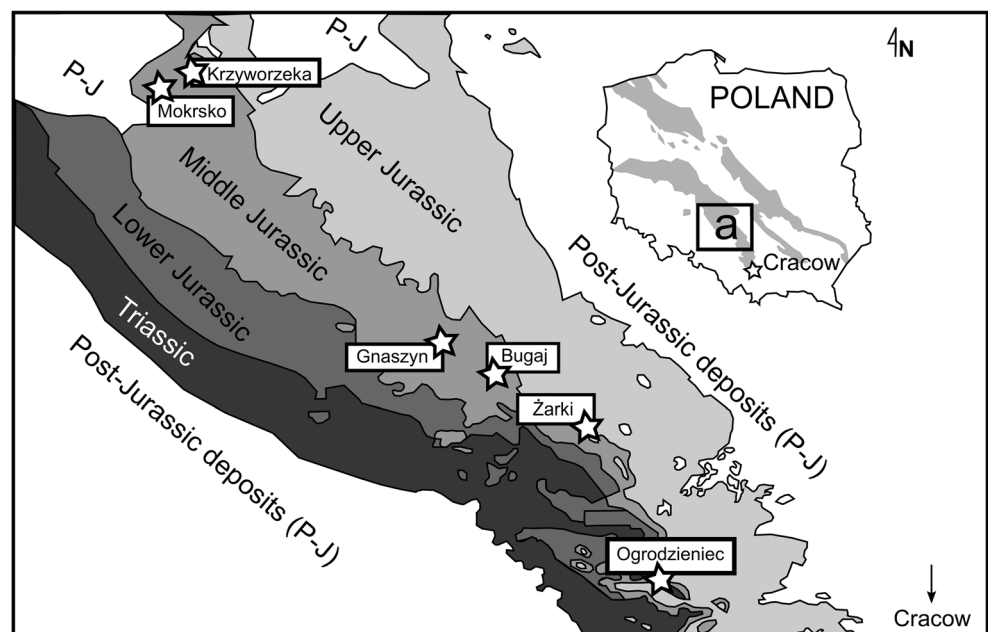 P-J
P-J
N
Krzyworzeka
Mokrsko
POLAND
Upper Jurassic
Middle Jurassic
a
Cracow
Lower Jurassic
Post-Jurassic deposits (P-J)
Triassic
Gnaszyn
Bugaj
Żarki
Post-Jurassic deposits (P-J)
Ogrodzieniec
Cracow